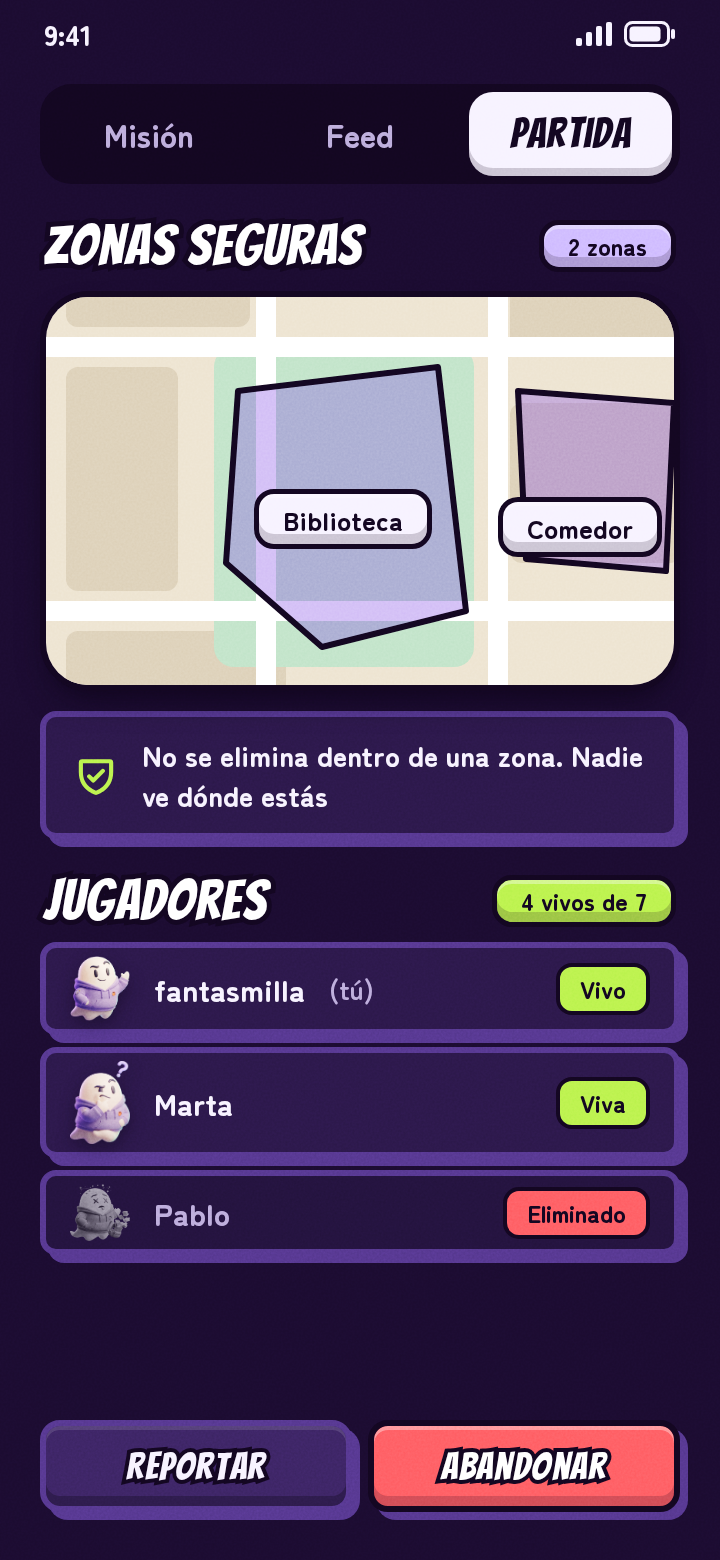 9:41
Misión
Feed
PARTIDA
ZONAS SEGURAS
2 zonas
Biblioteca
Comedor
No se elimina dentro de una zona. Nadie
ve dónde estás
JUGADORES
4 vivos de 7
fantasmilla (tú)
Vivo
?
Marta
Viva
Pablo
Eliminado
REPORTAR
ABANDONAR